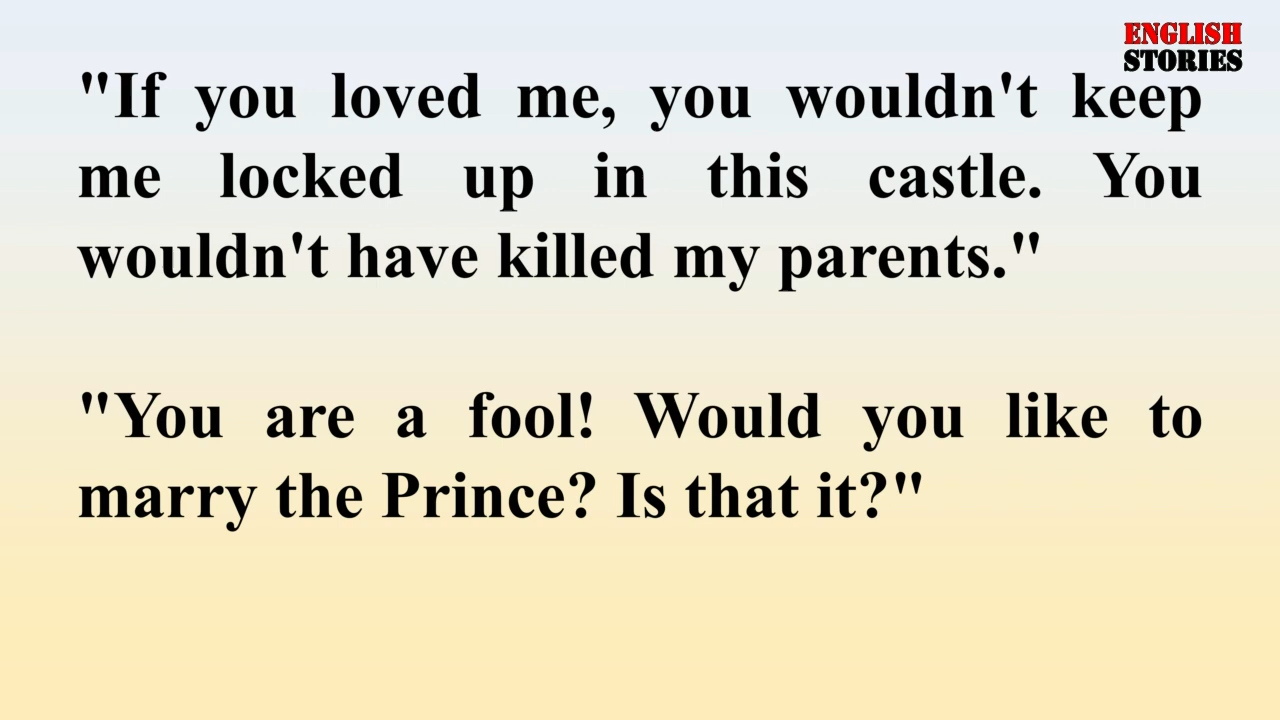 ENGLISH
STORIES
"If you loved me, you wouldn't keep
me locked up in this castle. You
wouldn't have killed my parents."
"You are a fool! Would you like to
marry the Prince? Is that it?"